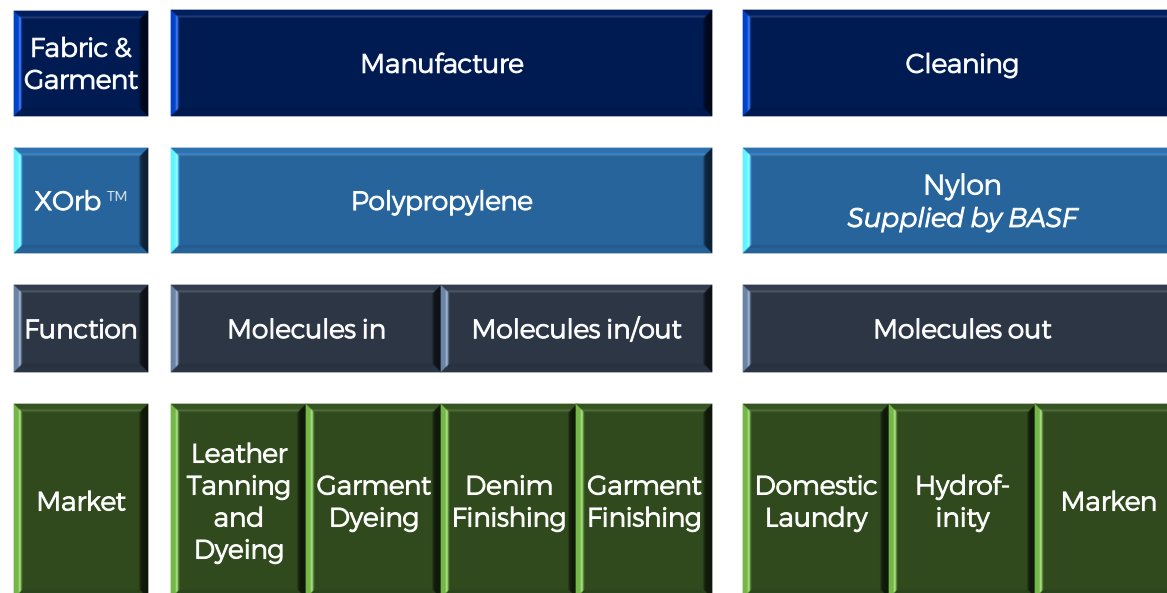 Fabric &
Garment
Manufacture
Cleaning
XOrb ™
Polypropylene
Nylon
Supplied by BASF
Function
Molecules in
Molecules in/out
Molecules out
Market
Leather
Tanning
and
Dyeing
Garment
Dyeing
Denim
Finishing
Garment
Finishing
Domestic
Laundry
Hydrof-
inity
Marken